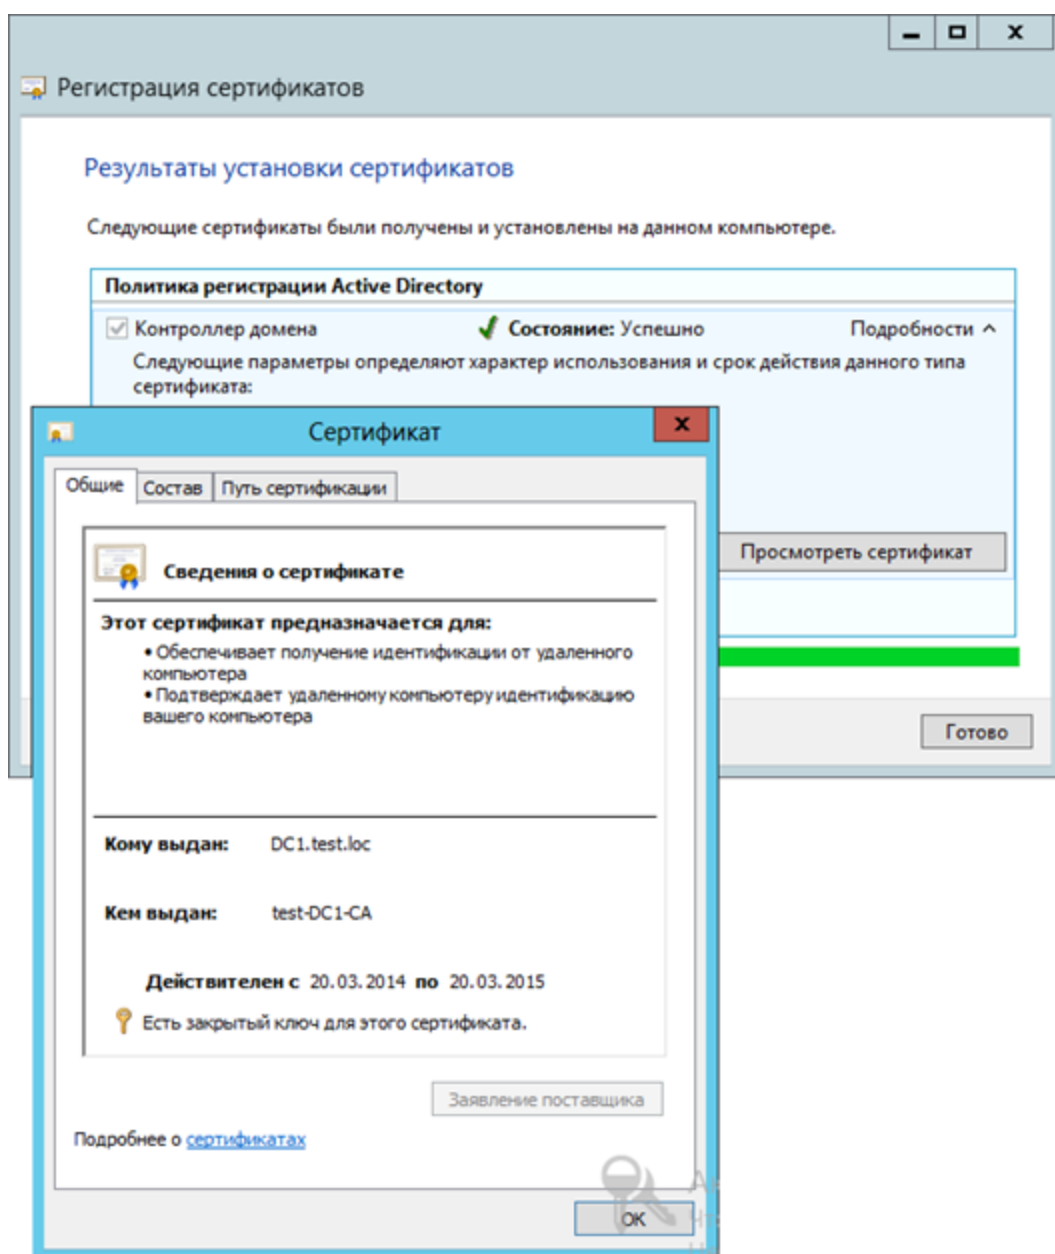 Регистрация сертификатов
Результаты установки сертификатов
Следующие сертификаты были получены и установлены на данном компьютере.
Политика регистрации Active Directory
Контроллер домена Состояние: Успешно Подробности
Следующие параметры определяют характер использования и срок действия данного типа
сертификата:
Просмотреть сертификат
Готово
Сертификат
Общие Состав Путь сертификации
Сведения о сертификате
Этот сертификат предназначается для:
• Обеспечивает получение идентификации от удаленного
компьютера
• Подтверждает удаленному компьютеру идентификацию
вашего компьютера
Кому выдан: DC1.test.loc
Кем выдан: test-DC1-CA
Действителен с 20.03.2014 по 20.03.2015
Есть закрытый ключ для этого сертификата.
Заявление поставщика
Подробнее о сертификатах
OK